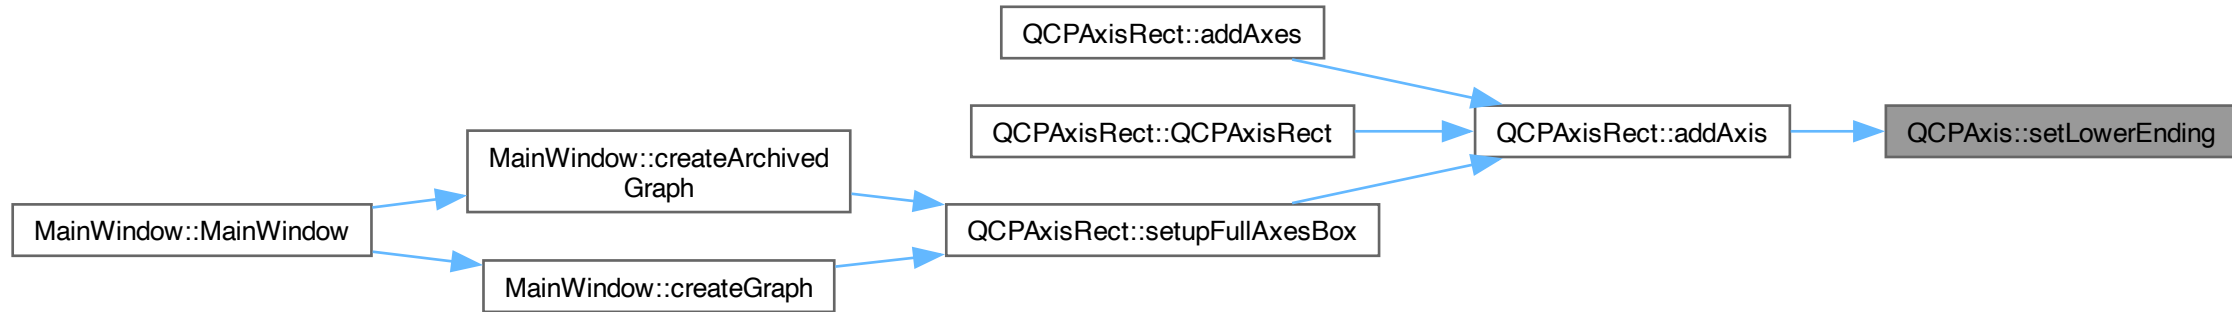 QCPAxisRect::addAxes
QCPAxisRect::QCPAxisRect
QCPAxisRect::addAxis
QCPAxis::setLowerEnding
MainWindow::createArchived
Graph
MainWindow::MainWindow
QCPAxisRect::setupFullAxesBox
MainWindow::createGraph